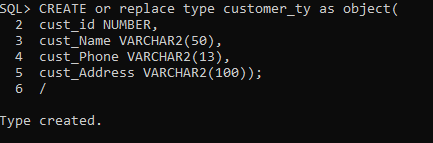 SQL> CREATE or replace type customer_ty as object(
  2  cust_id NUMBER,
  3  cust_Name VARCHAR2(50),
  4  cust_Phone VARCHAR2(13),
  5  cust_Address VARCHAR2(100));
  6  /
Type created.